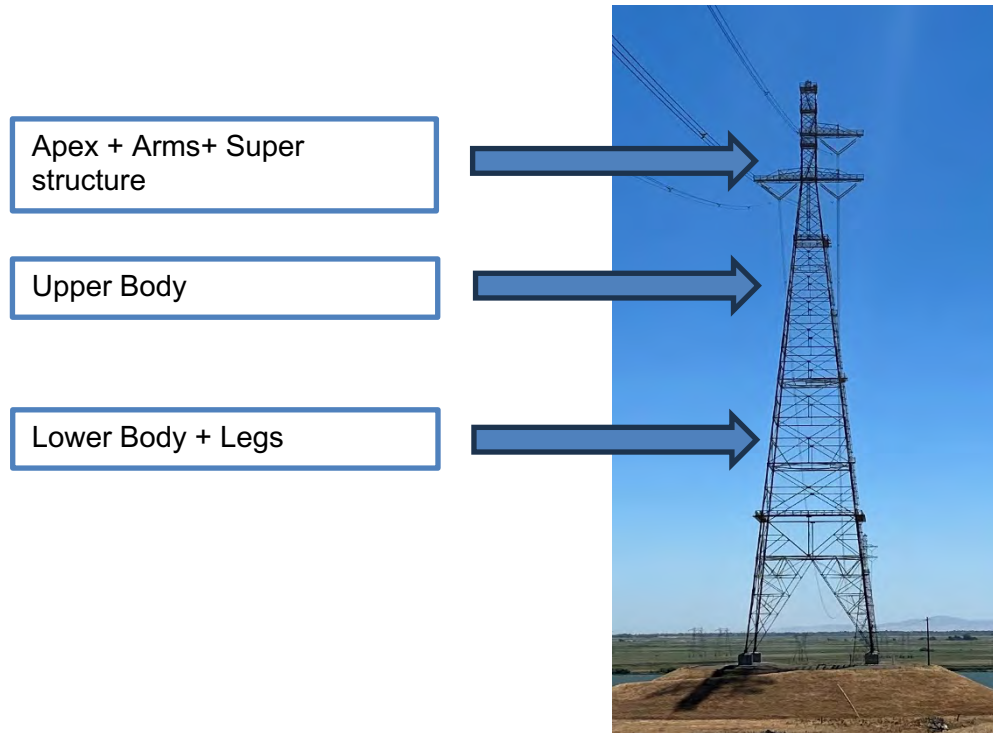 Apex + Arms+ Super
structure
Upper Body
Lower Body + Legs